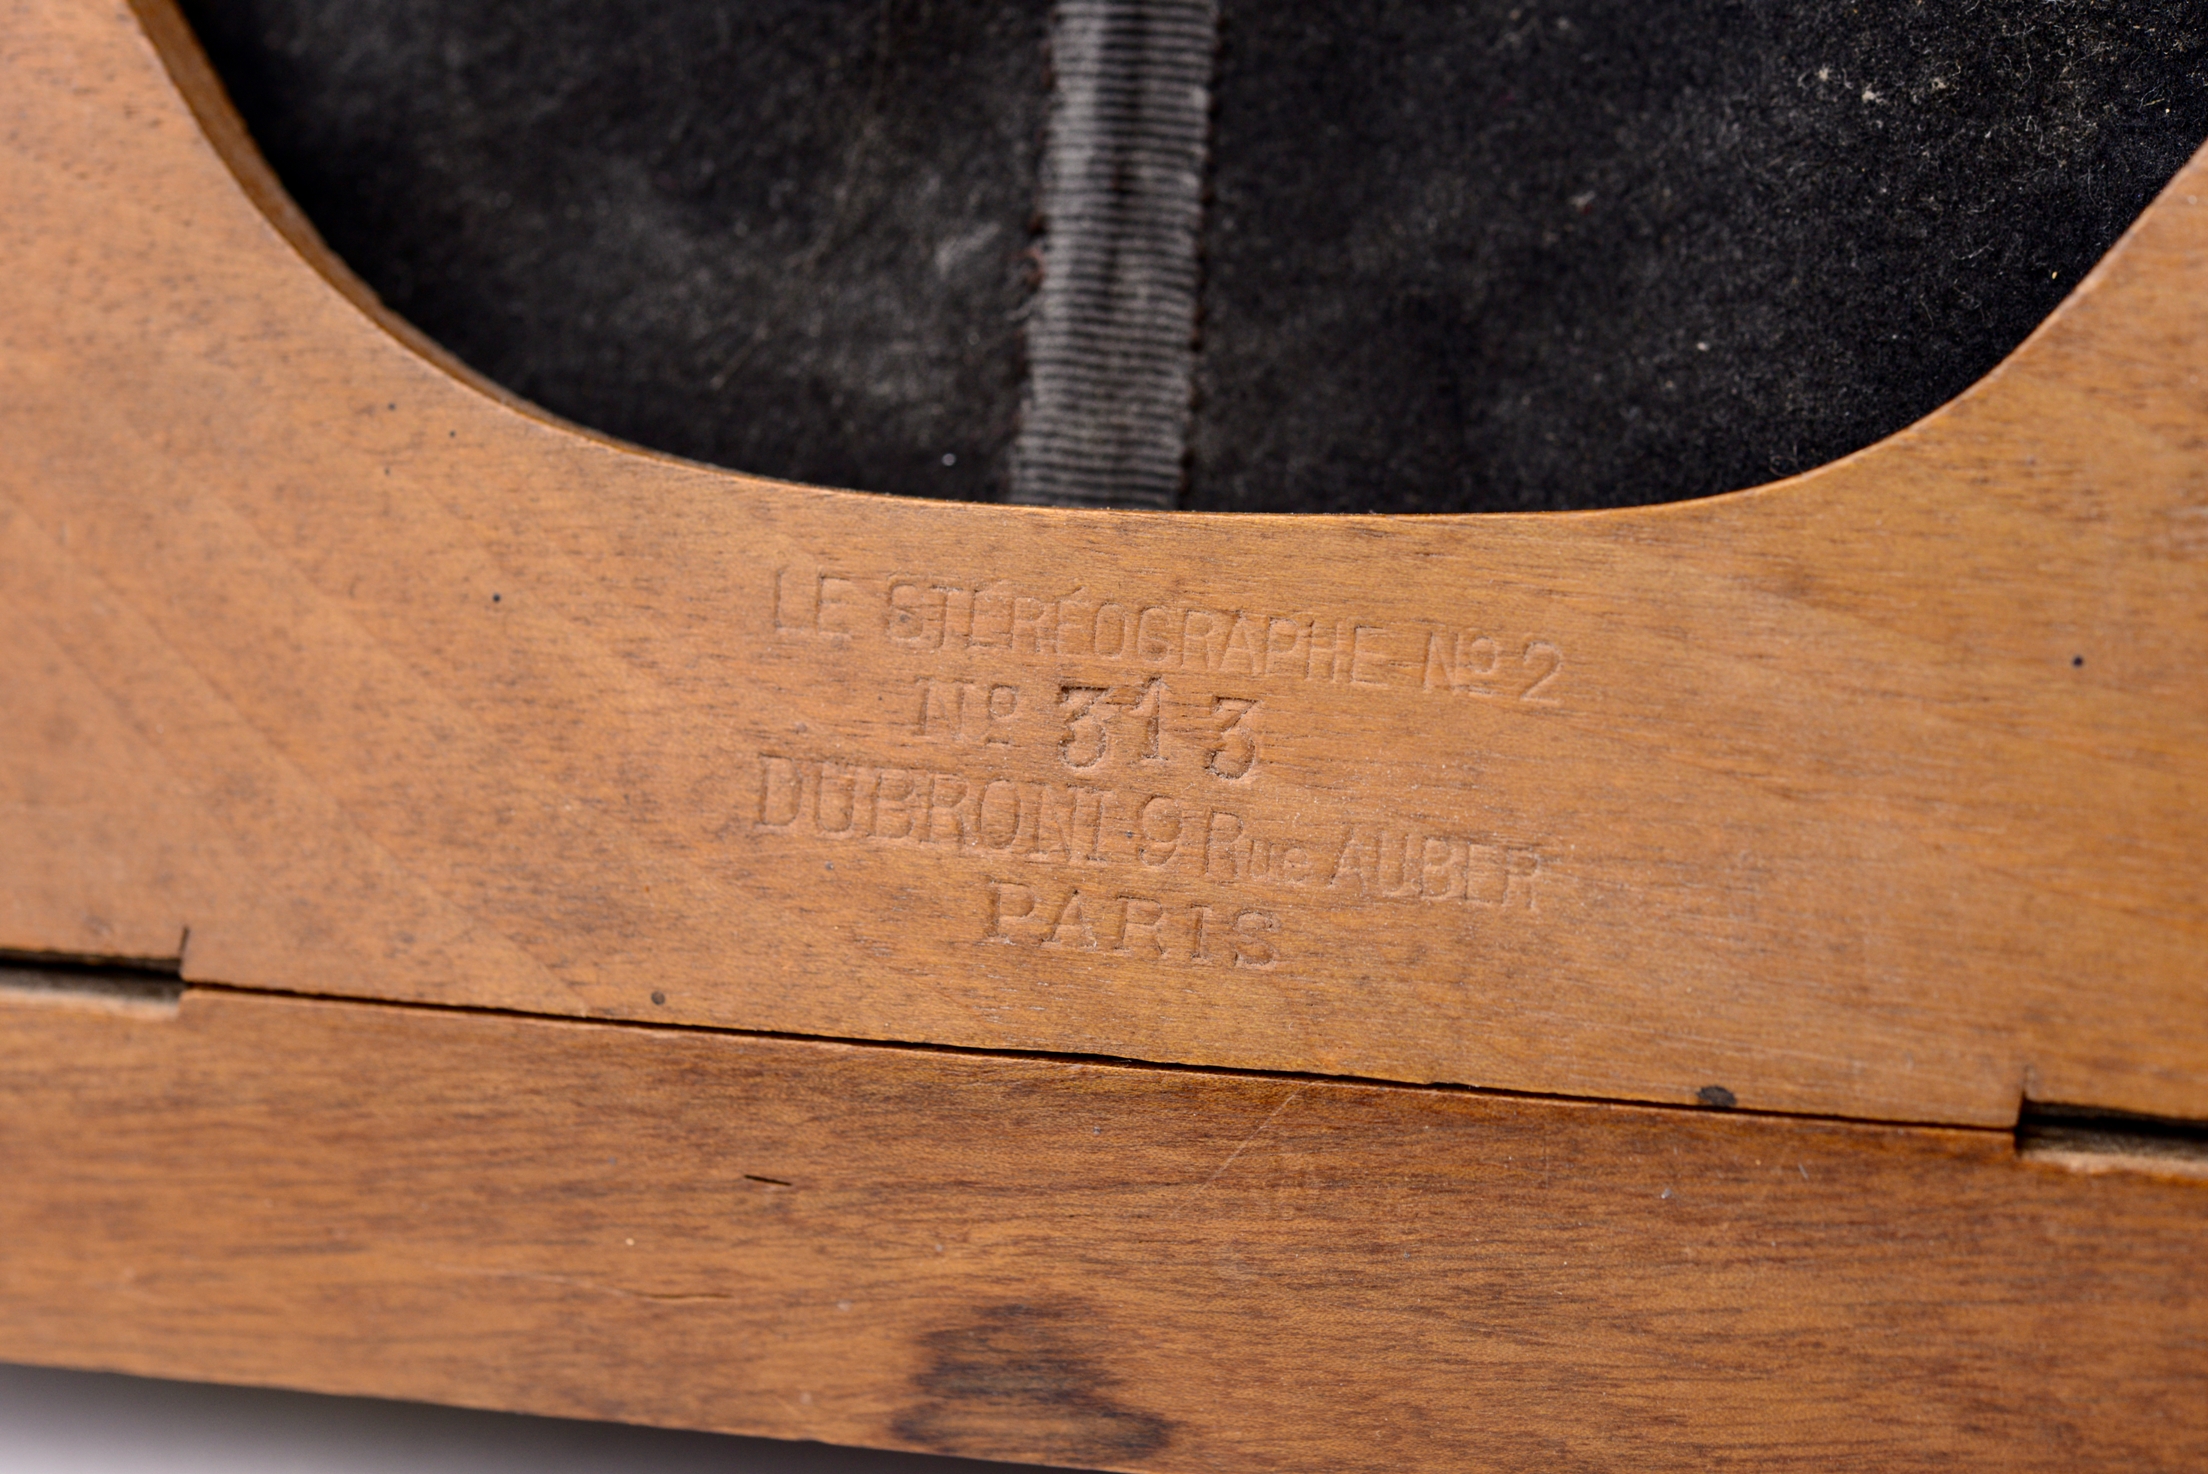 LE STÉRÉOGRAPHE Nº 2
Nº 313
DUBRONI 9 Rue AUBER
PARIS